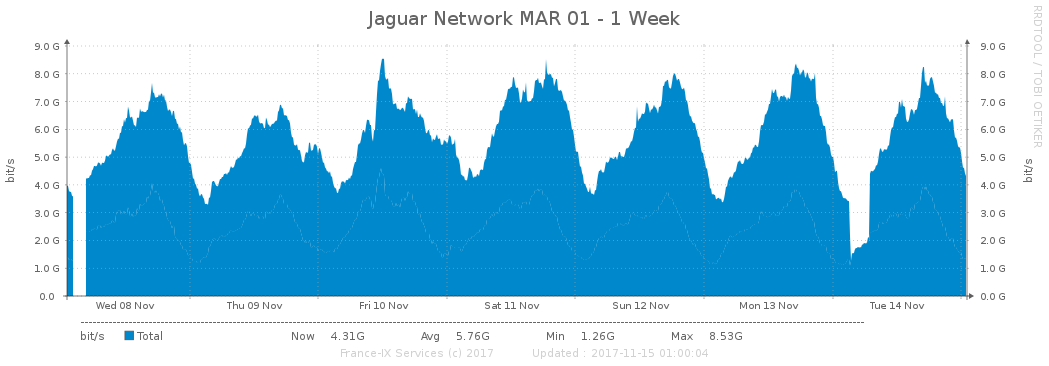 Jaguar Network MAR 01 - 1 Week
RRDTOOL / TOBI OETIKER
bit/s
9.0 G
8.0 G
7.0 G
6.0 G
5.0 G
4.0 G
3.0 G
2.0 G
1.0 G
0.0
9.0 G
8.0 G
7.0 G
6.0 G
5.0 G
4.0 G
3.0 G
2.0 G
1.0 G
0.0 G
bit/s
Wed 08 Nov Thu 09 Nov Fri 10 Nov Sat 11 Nov Sun 12 Nov Mon 13 Nov Tue 14 Nov
bit/s Total Now 4.31G Avg 5.76G Min 1.26G Max 8.53G
France-IX Services (c) 2017 Updated : 2017-11-15 01:00:04